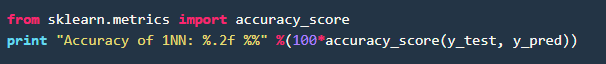 from sklearn.metrics import accuracy_score
print "Accuracy of 1NN: %.2f %%" %(100*accuracy_score(y_test, y_pred))